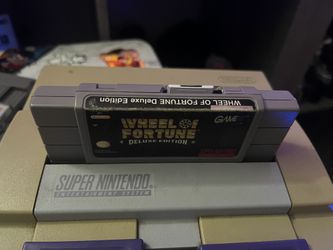 WHEEL OF FORTUNE Deluxe Edition
WHEEL OF
FORTUNE
DELUXE EDITION
GAMETEK
SUPER NINTENDO
ENTERTAINMENT SYSTEM